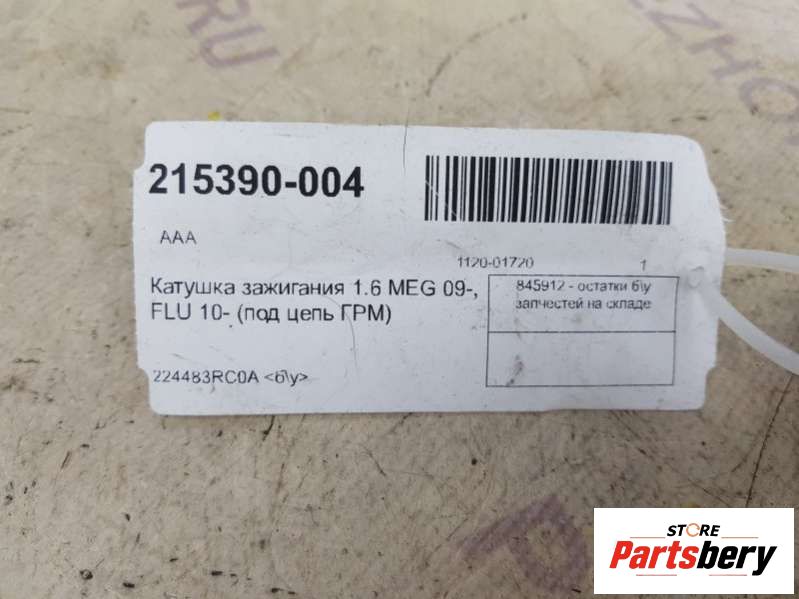 215390-004
AAA
1120-01720 1
Катушка зажигания 1.6 MEG 09-,
FLU 10- (под цепь ГРМ)
845912 - остатки б\у
запчастей на складе
224483RC0A <б\у>
STORE
Partsbery